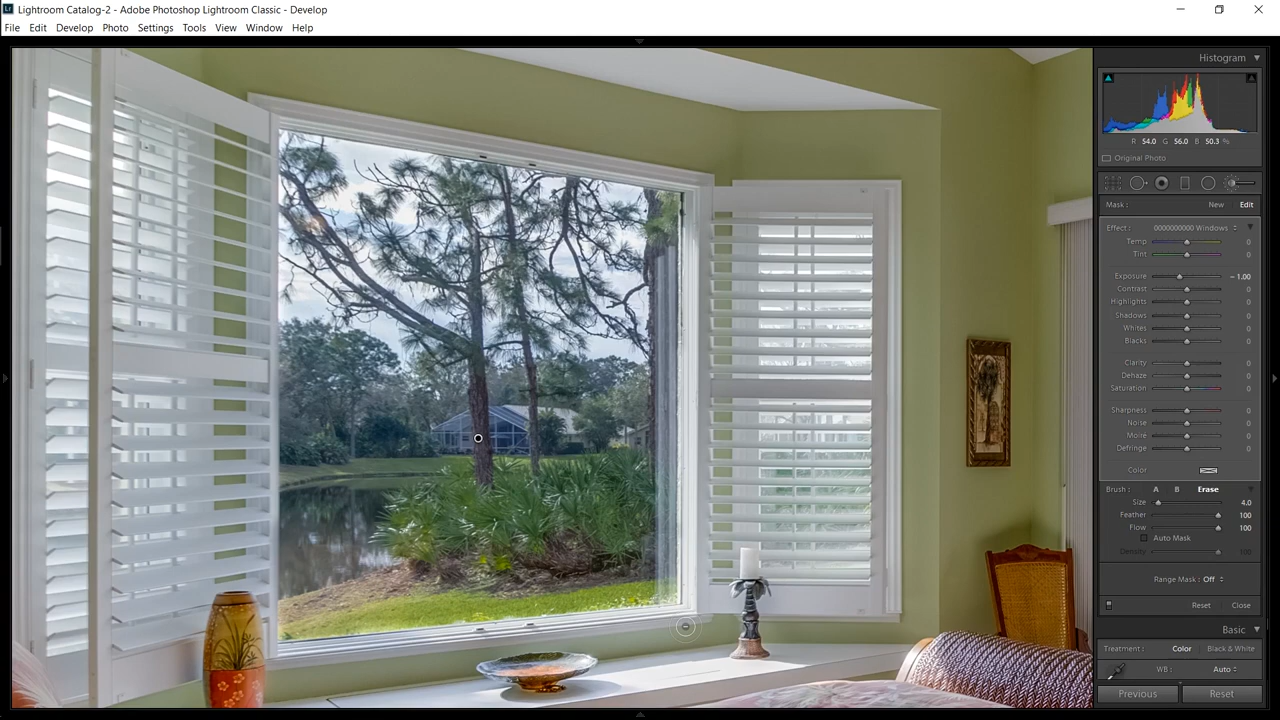 Lightroom Catalog-2 - Adobe Photoshop Lightroom Classic - Develop
File Edit Develop Photo Settings Tools View Window Help
Histogram
R 54.0 G 56.0 B 50.3 %
Original Photo
Mask : New Edit
Effect : 0000000000 Windows
Temp 0
Tint 0
Exposure – 1.00
Contrast 0
Highlights 0
Shadows 0
Whites 0
Blacks 0
Clarity 0
Dehaze 0
Saturation 0
Sharpness 0
Noise 0
Moiré 0
Defringe 0
Color
Brush : A B Erase
Size 4.0
Feather 100
Flow 100
Auto Mask
Density 100
Range Mask : Off
Reset Close
Basic
Treatment : Color Black & White
WB : Auto
Previous Reset